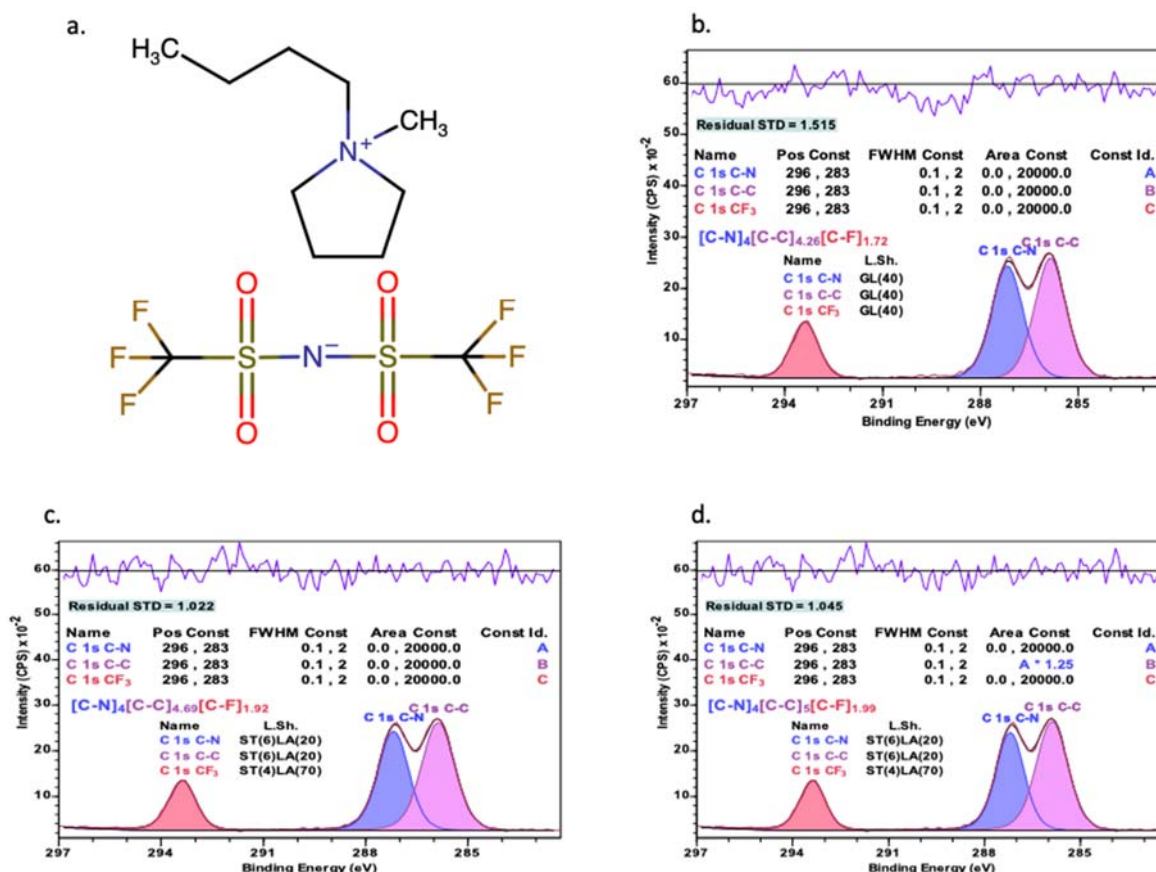 a.
H₃C
CH₃
N⁺
O O
F F
F S N⁻ S F
F F
O O
b.
60
50
40
30
20
10
Intensity (CPS) x 10⁻²
Residual STD = 1.515
Name Pos Const FWHM Const Area Const Const Id.
C 1s C-N 296 , 283 0.1 , 2 0.0 , 20000.0 A
C 1s C-C 296 , 283 0.1 , 2 0.0 , 20000.0 B
C 1s CF₃ 296 , 283 0.1 , 2 0.0 , 20000.0 C
[C-N]₄[C-C]₄.₂₆[C-F]₁.₇₂
C 1s C-N
C 1s C-C
Name L.Sh.
C 1s C-N GL(40)
C 1s C-C GL(40)
C 1s CF₃ GL(40)
297 294 291 288 285
Binding Energy (eV)
c.
60
50
40
30
20
10
Intensity (CPS) x 10⁻²
Residual STD = 1.022
Name Pos Const FWHM Const Area Const Const Id.
C 1s C-N 296 , 283 0.1 , 2 0.0 , 20000.0 A
C 1s C-C 296 , 283 0.1 , 2 0.0 , 20000.0 B
C 1s CF₃ 296 , 283 0.1 , 2 0.0 , 20000.0 C
[C-N]₄[C-C]₄.₆₉[C-F]₁.₉₂
C 1s C-N
C 1s C-C
Name L.Sh.
C 1s C-N ST(6)LA(20)
C 1s C-C ST(6)LA(20)
C 1s CF₃ ST(4)LA(70)
297 294 291 288 285
Binding Energy (eV)
d.
60
50
40
30
20
10
Intensity (CPS) x 10⁻²
Residual STD = 1.045
Name Pos Const FWHM Const Area Const Const Id.
C 1s C-N 296 , 283 0.1 , 2 0.0 , 20000.0 A
C 1s C-C 296 , 283 0.1 , 2 A * 1.25 B
C 1s CF₃ 296 , 283 0.1 , 2 0.0 , 20000.0 C
[C-N]₄[C-C]₅[C-F]₁.₉₉
C 1s C-N
C 1s C-C
Name L.Sh.
C 1s C-N ST(6)LA(20)
C 1s C-C ST(6)LA(20)
C 1s CF₃ ST(4)LA(70)
297 294 291 288 285
Binding Energy (eV)